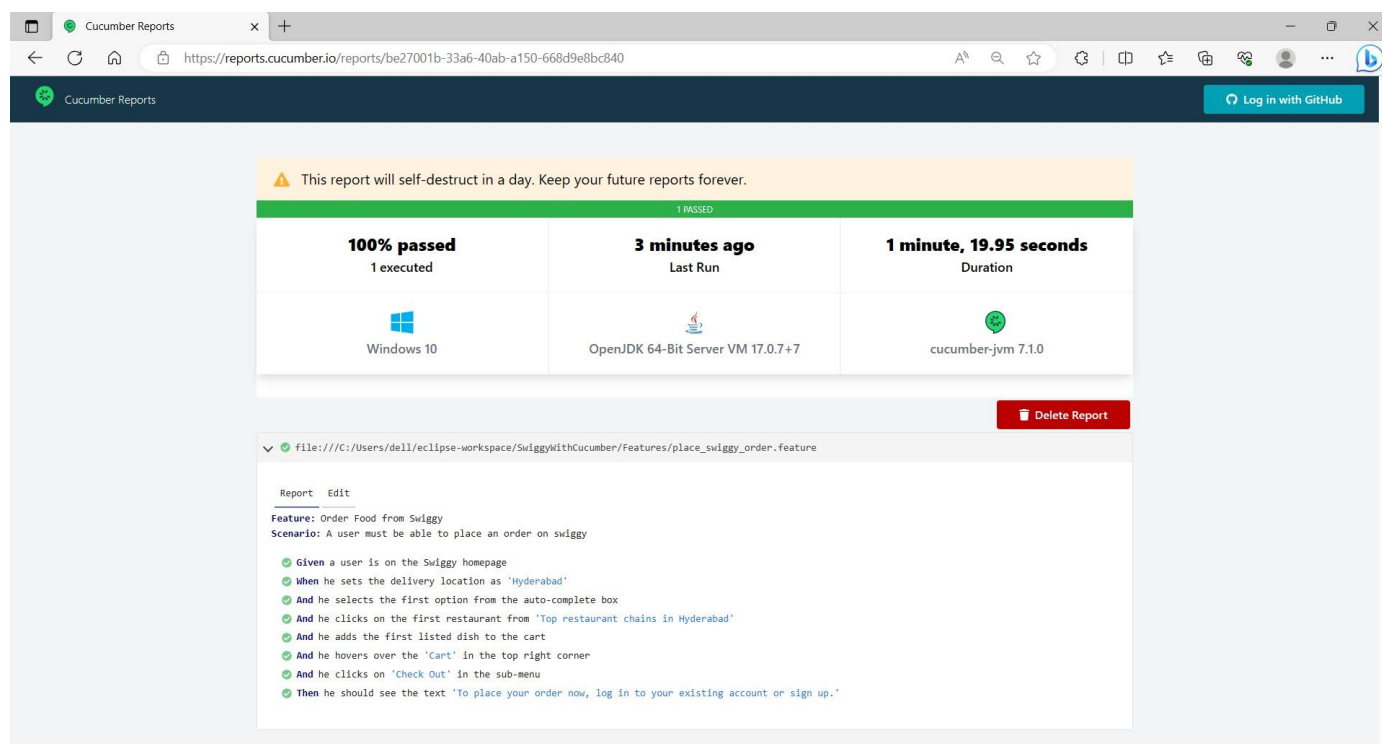 Cucumber Reports
https://reports.cucumber.io/reports/be27001b-33a6-40ab-a150-668d9e8bc840
Cucumber Reports
Log in with GitHub
This report will self-destruct in a day. Keep your future reports forever.
1 PASSED
100% passed
1 executed
3 minutes ago
Last Run
1 minute, 19.95 seconds
Duration
Windows 10
OpenJDK 64-Bit Server VM 17.0.7+7
cucumber-jvm 7.1.0
Delete Report
file:///C:/Users/dell/eclipse-workspace/SwiggyWithCucumber/Features/place_swiggy_order.feature
Report Edit
Feature: Order Food from Swiggy
Scenario: A user must be able to place an order on swiggy
Given a user is on the Swiggy homepage
When he sets the delivery location as 'Hyderabad'
And he selects the first option from the auto-complete box
And he clicks on the first restaurant from 'Top restaurant chains in Hyderabad'
And he adds the first listed dish to the cart
And he hovers over the 'Cart' in the top right corner
And he clicks on 'Check Out' in the sub-menu
Then he should see the text 'To place your order now, log in to your existing account or sign up.'